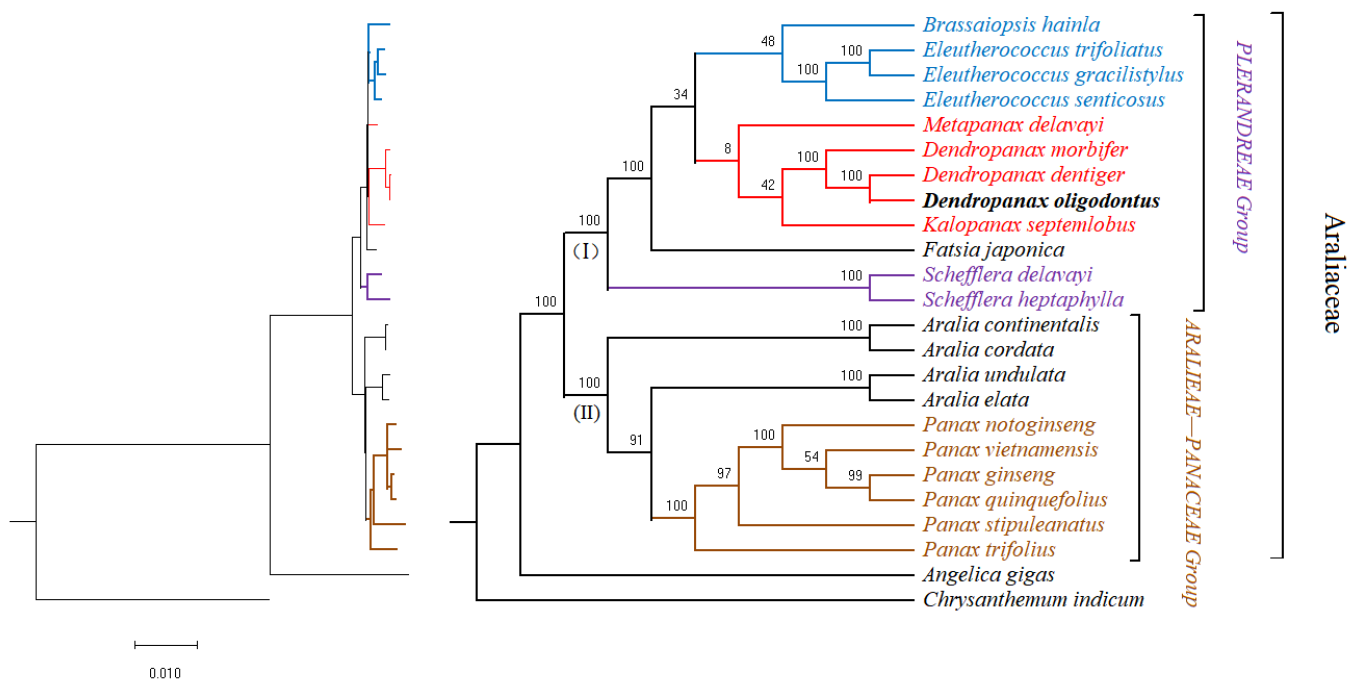 Brassaiopsis hainla
48
Eleutherococcus trifoliatus
100
Eleutherococcus gracilistylus
100
Eleutherococcus senticosus
34
Metapanax delavayi
8
Dendropanax morbifer
100
Dendropanax dentiger
100
100
Dendropanax oligodontus
42
Kalopanax septemlobus
100
(I)
Fatsia japonica
Schefflera delavayi
100
Schefflera heptaphylla
PLERANDREAE Group
100
Aralia continentalis
100
Aralia cordata
Aralia undulata
100
100
(II)
Aralia elata
Panax notoginseng
91
100
Panax vietnamensis
54
Panax ginseng
97
99
Panax quinquefolius
100
Panax stipuleanatus
Panax trifolius
ARALIEAE—PANACEAE Group
Araliaceae
Angelica gigas
Chrysanthemum indicum
0.010